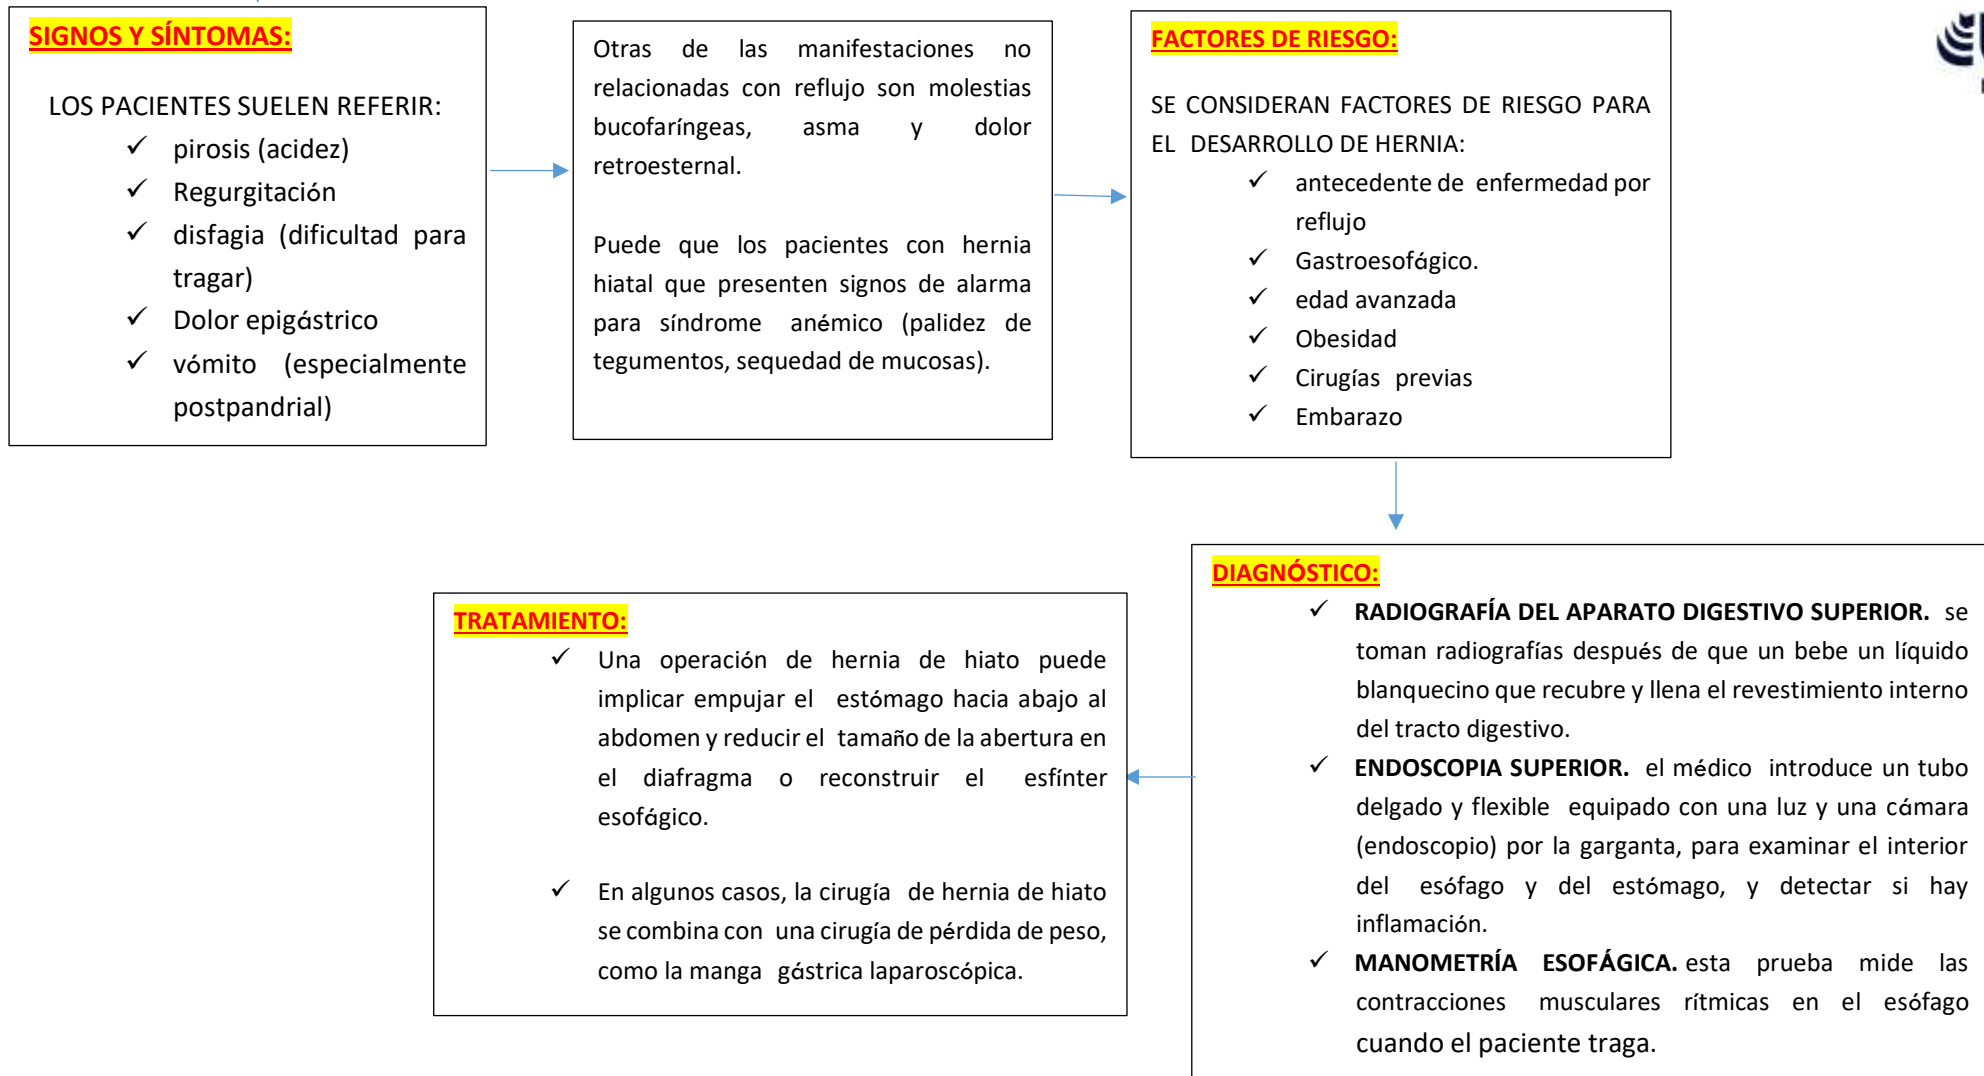 SIGNOS Y SÍNTOMAS:
LOS PACIENTES SUELEN REFERIR:
✓ pirosis (acidez)
✓ Regurgitación
✓ disfagia (dificultad para
tragar)
✓ Dolor epigástrico
✓ vómito (especialmente
postpandrial)
Otras de las manifestaciones no
relacionadas con reflujo son molestias
bucofaríngeas, asma y dolor
retroesternal.
Puede que los pacientes con hernia
hiatal que presenten signos de alarma
para síndrome anémico (palidez de
tegumentos, sequedad de mucosas).
FACTORES DE RIESGO:
SE CONSIDERAN FACTORES DE RIESGO PARA
EL DESARROLLO DE HERNIA:
✓ antecedente de enfermedad por
reflujo
✓ Gastroesofágico.
✓ edad avanzada
✓ Obesidad
✓ Cirugías previas
✓ Embarazo
DIAGNÓSTICO:
✓ RADIOGRAFÍA DEL APARATO DIGESTIVO SUPERIOR. se
toman radiografías después de que un bebe un líquido
blanquecino que recubre y llena el revestimiento interno
del tracto digestivo.
✓ ENDOSCOPIA SUPERIOR. el médico introduce un tubo
delgado y flexible equipado con una luz y una cámara
(endoscopio) por la garganta, para examinar el interior
del esófago y del estómago, y detectar si hay
inflamación.
✓ MANOMETRÍA ESOFÁGICA. esta prueba mide las
contracciones musculares rítmicas en el esófago
cuando el paciente traga.
TRATAMIENTO:
✓ Una operación de hernia de hiato puede
implicar empujar el estómago hacia abajo al
abdomen y reducir el tamaño de la abertura en
el diafragma o reconstruir el esfínter
esofágico.
✓ En algunos casos, la cirugía de hernia de hiato
se combina con una cirugía de pérdida de peso,
como la manga gástrica laparoscópica.